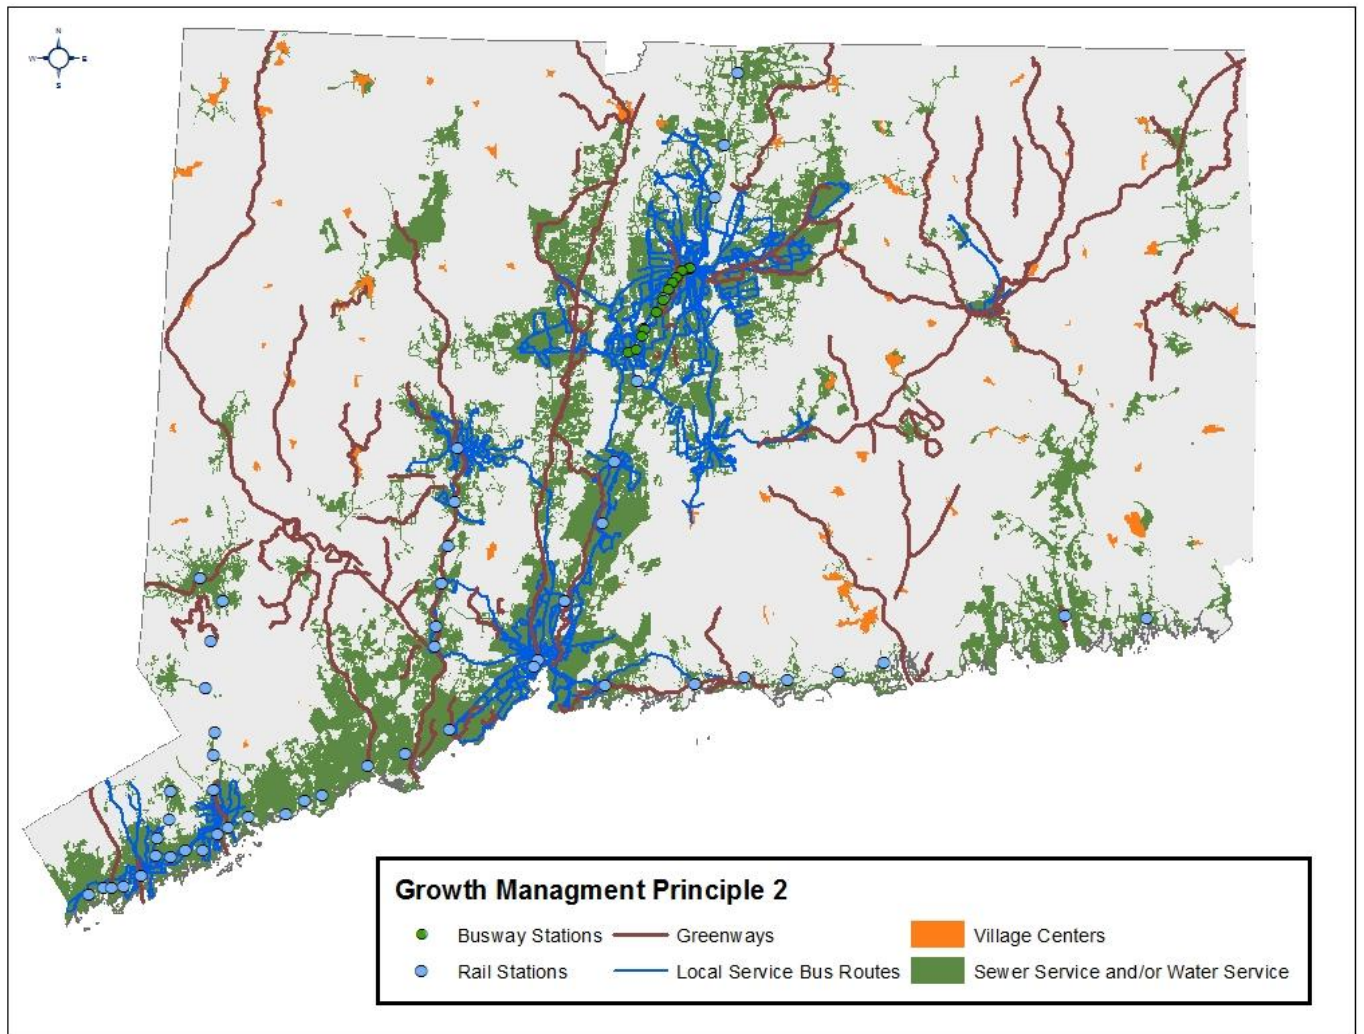 N
W E
S
Growth Managment Principle 2
Busway Stations Greenways Village Centers
Rail Stations Local Service Bus Routes Sewer Service and/or Water Service